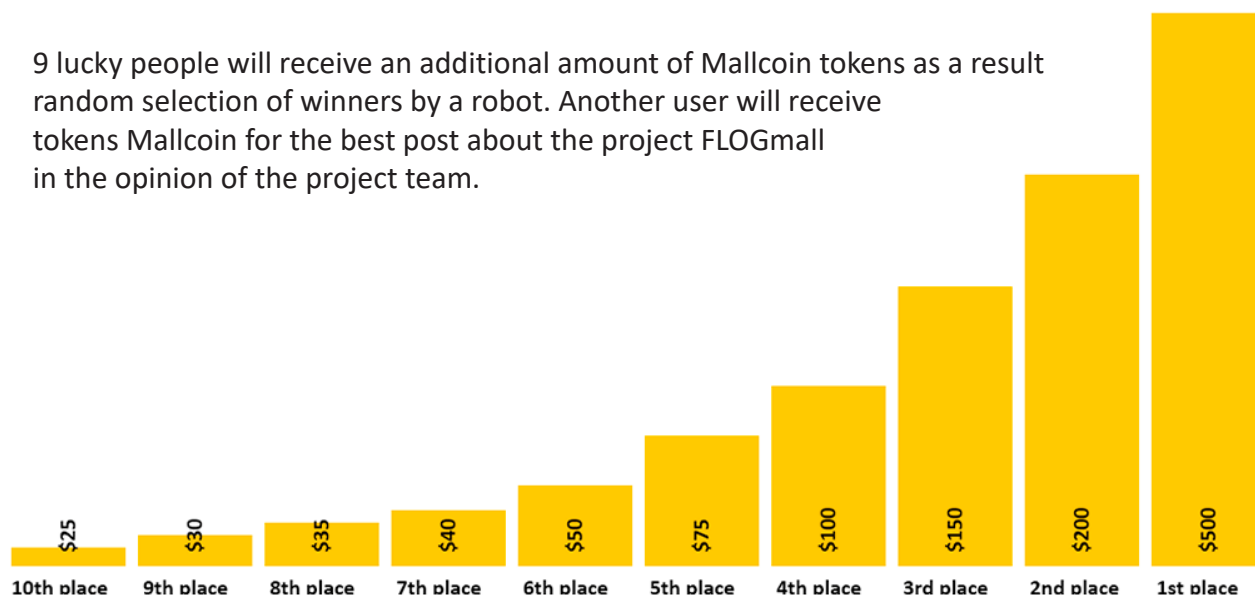 9 lucky people will receive an additional amount of Mallcoin tokens as a result
random selection of winners by a robot. Another user will receive
tokens Mallcoin for the best post about the project FLOGmall
in the opinion of the project team.
$25 $30 $35 $40 $50 $75 $100 $150 $200 $500
10th place 9th place 8th place 7th place 6th place 5th place 4th place 3rd place 2nd place 1st place